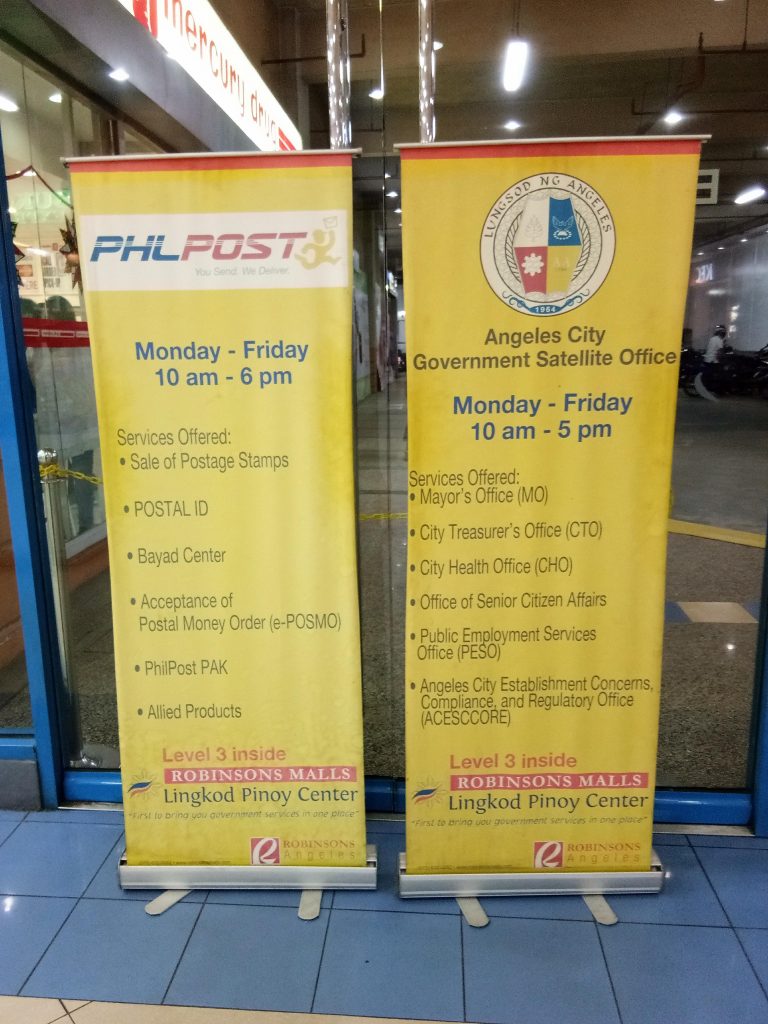 mercury drug
PHLPOST
You Send. We Deliver.
Monday - Friday
10 am - 6 pm
Services Offered:
• Sale of Postage Stamps
• POSTAL ID
• Bayad Center
• Acceptance of
Postal Money Order (e-POSMO)
• PhilPost PAK
• Allied Products
Level 3 inside
ROBINSONS MALLS
Lingkod Pinoy Center
"First to bring you government services in one place"
ROBINSONS
Angeles
LUNGSOD NG ANGELES
1964
Angeles City
Government Satellite Office
Monday - Friday
10 am - 5 pm
Services Offered:
• Mayor's Office (MO)
• City Treasurer's Office (CTO)
• City Health Office (CHO)
• Office of Senior Citizen Affairs
• Public Employment Services
Office (PESO)
• Angeles City Establishment Concerns,
Compliance, and Regulatory Office
(ACESCCORE)
Level 3 inside
ROBINSONS MALLS
Lingkod Pinoy Center
"First to bring you government services in one place"
ROBINSONS
Angeles